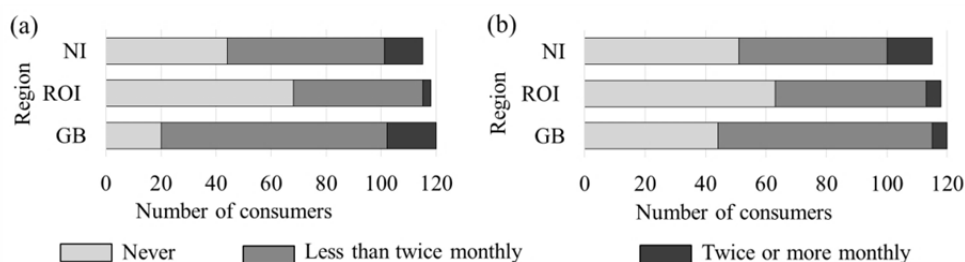 (a)
Region
NI
ROI
GB
0 20 40 60 80 100 120
Number of consumers
(b)
Region
NI
ROI
GB
0 20 40 60 80 100 120
Number of consumers
Never Less than twice monthly Twice or more monthly